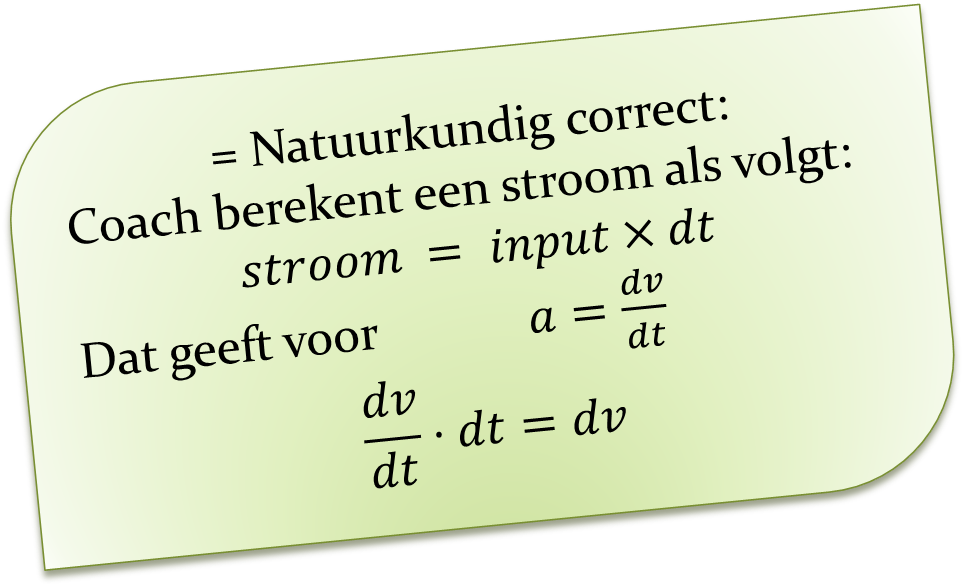 = Natuurkundig correct:
Coach berekent een stroom als volgt:
stroom = input × dt
Dat geeft voor a = dv/dt
dv/dt · dt = dv